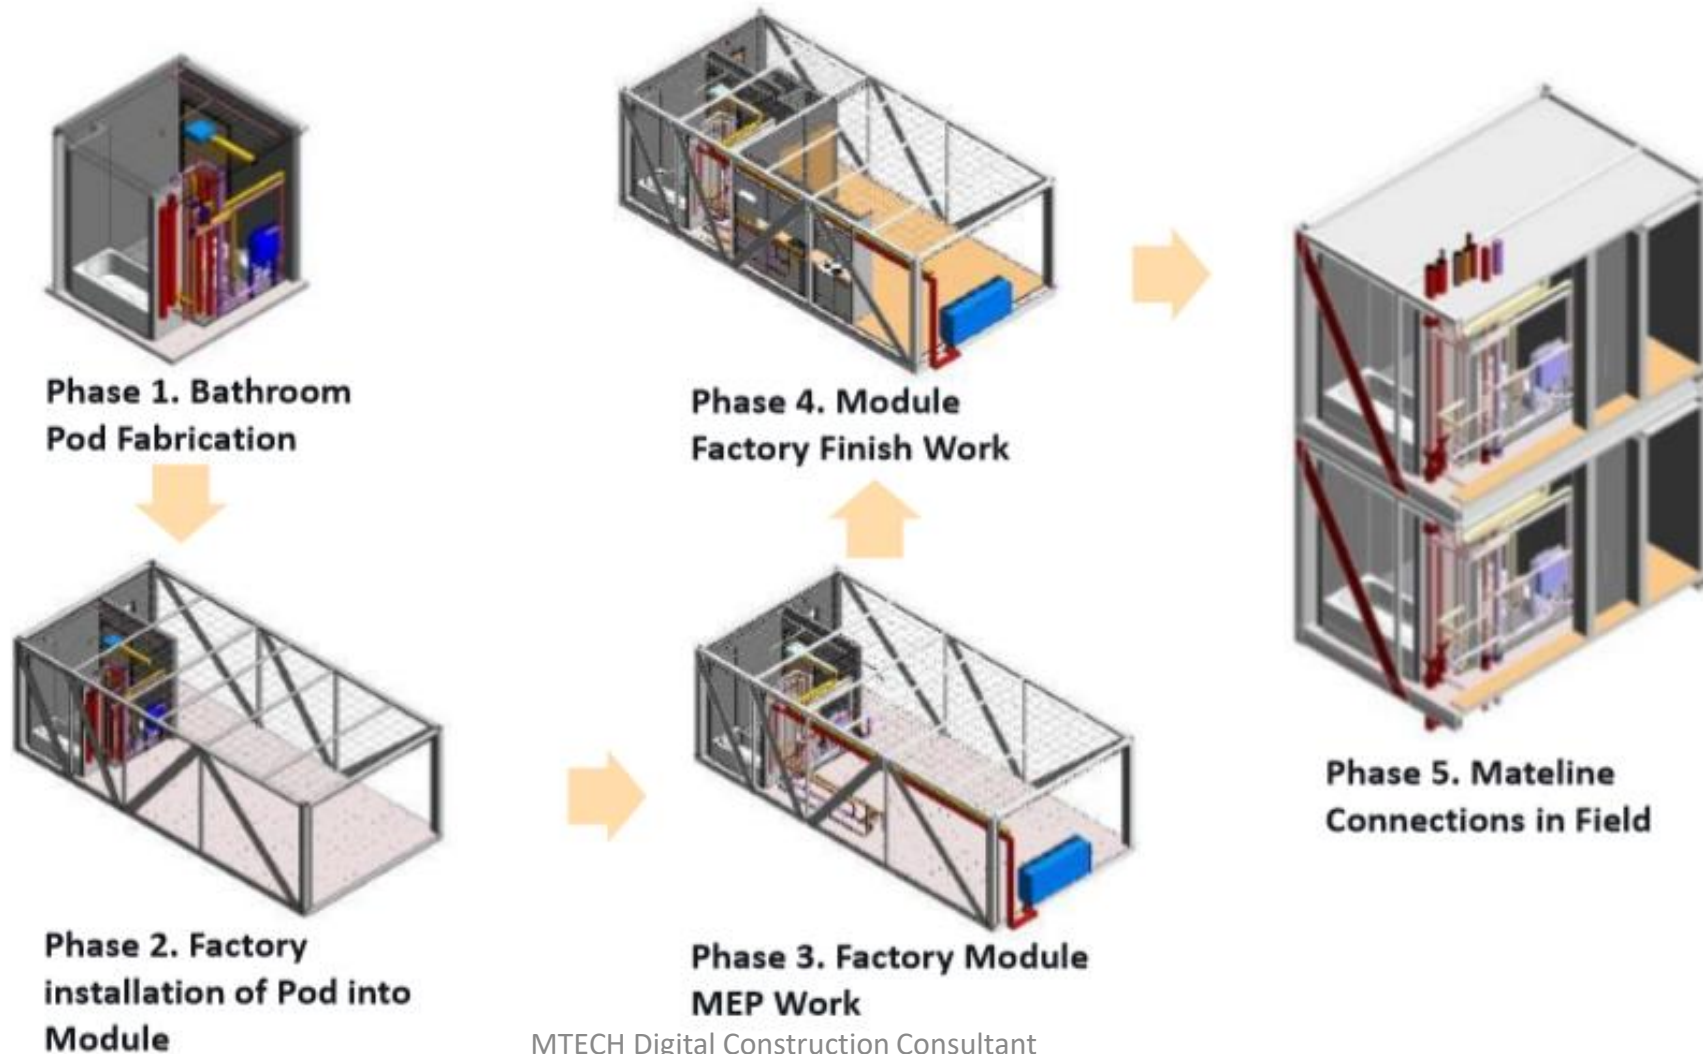 Phase 1. Bathroom
Pod Fabrication
Phase 2. Factory
installation of Pod into
Module
Phase 3. Factory Module
MEP Work
Phase 4. Module
Factory Finish Work
Phase 5. Mateline
Connections in Field
MTECH Digital Construction Consultant